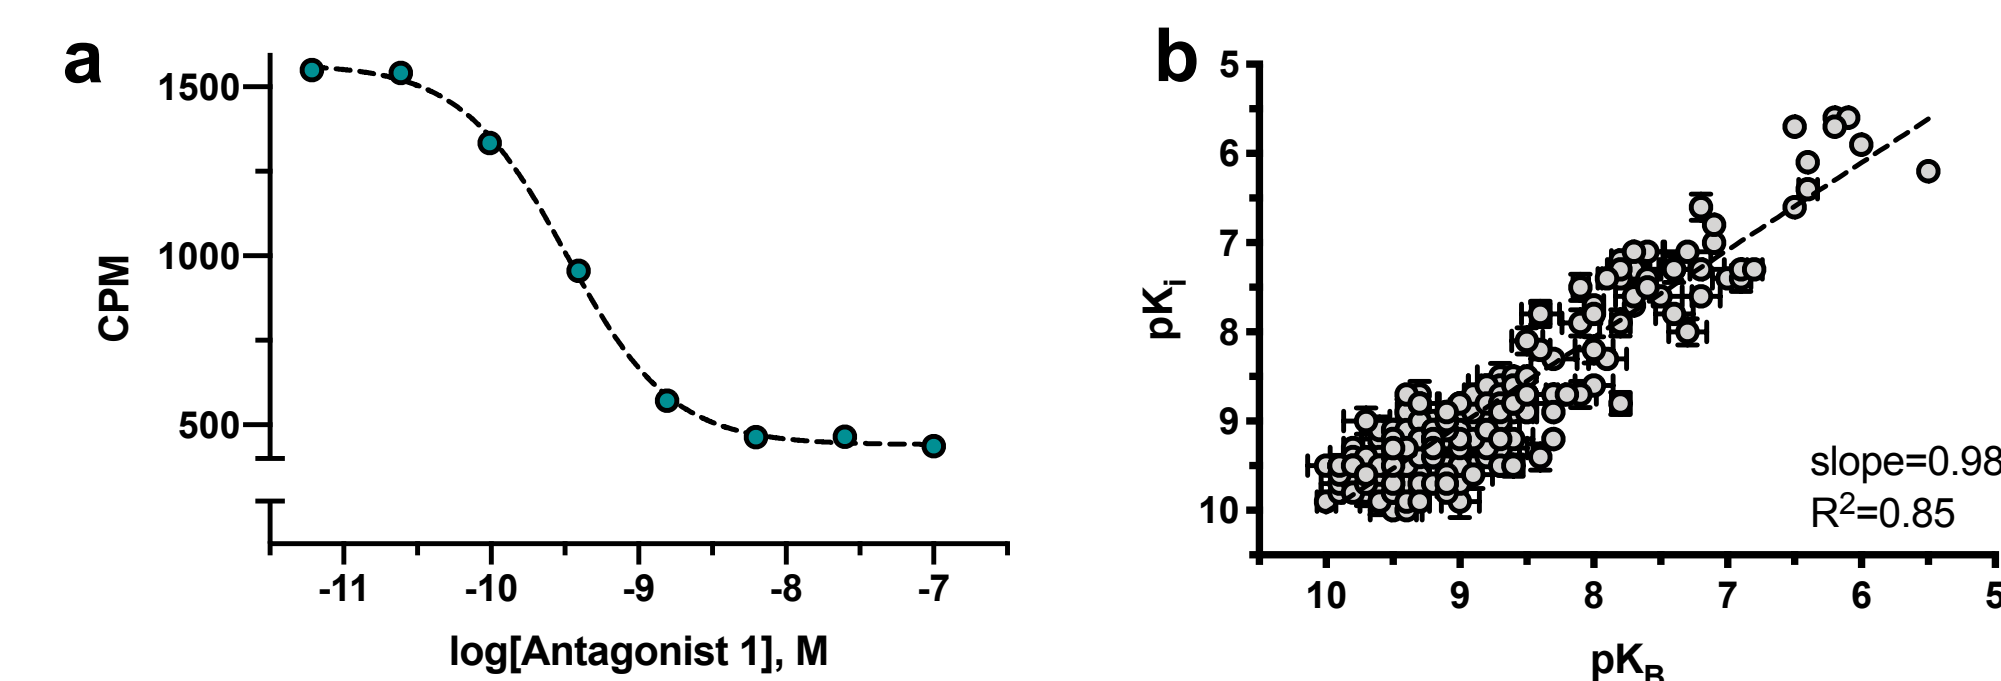 a
1500
1000
500
CPM
-11 -10 -9 -8 -7
log[Antagonist 1], M
b
5
6
7
8
9
10
pKi
slope=0.98
R2=0.85
10 9 8 7 6 5
pKB